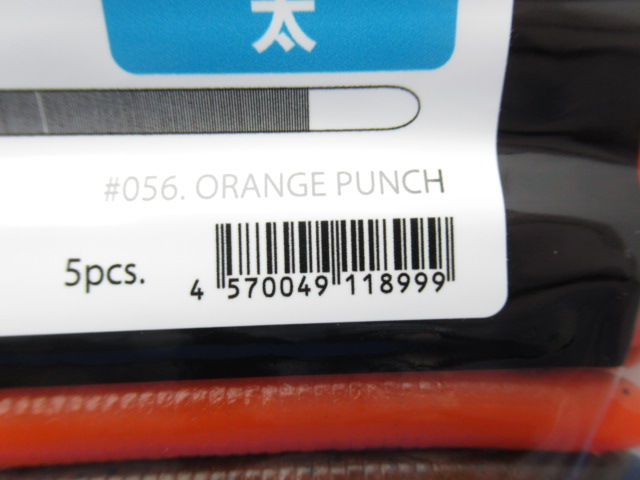 太
#056. ORANGE PUNCH
5pcs.
4 570049 118999